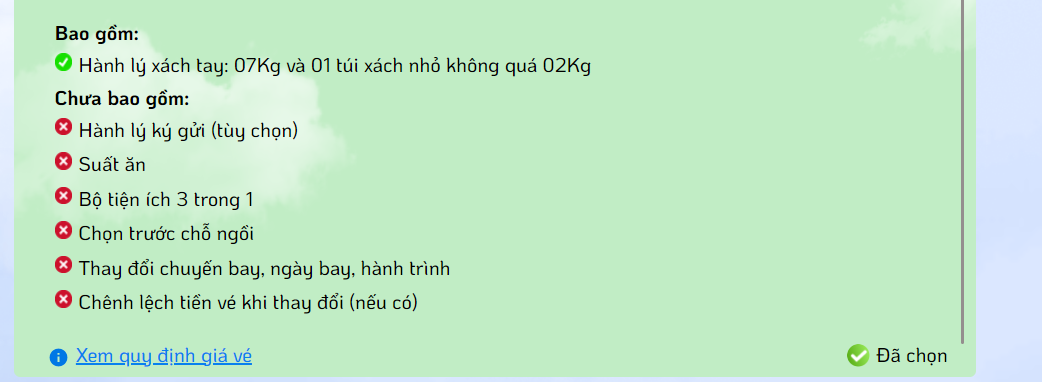 Bao gồm:
Hành lý xách tay: 07Kg và 01 túi xách nhỏ không quá 02Kg
Chưa bao gồm:
Hành lý ký gửi (tùy chọn)
Suất ăn
Bộ tiện ích 3 trong 1
Chọn trước chỗ ngồi
Thay đổi chuyến bay, ngày bay, hành trình
Chênh lệch tiền vé khi thay đổi (nếu có)
Xem quy định giá vé
Đã chọn